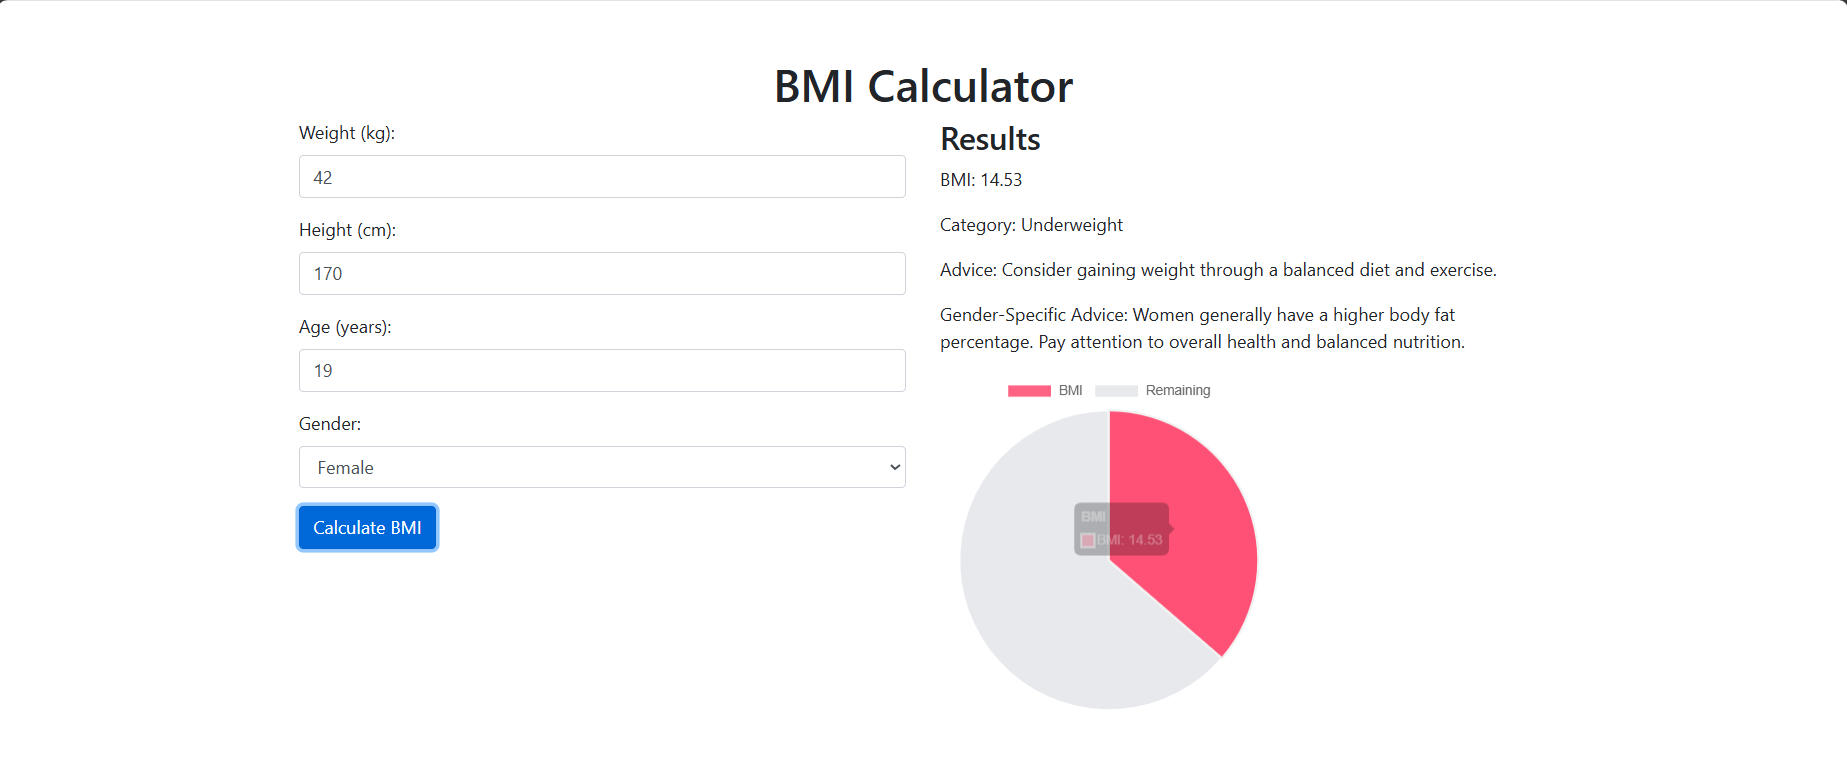 BMI Calculator
Weight (kg):
42
Height (cm):
170
Age (years):
19
Gender:
Female
Calculate BMI
Results
BMI: 14.53
Category: Underweight
Advice: Consider gaining weight through a balanced diet and exercise.
Gender-Specific Advice: Women generally have a higher body fat
percentage. Pay attention to overall health and balanced nutrition.
BMI Remaining
BMI
BMI: 14.53